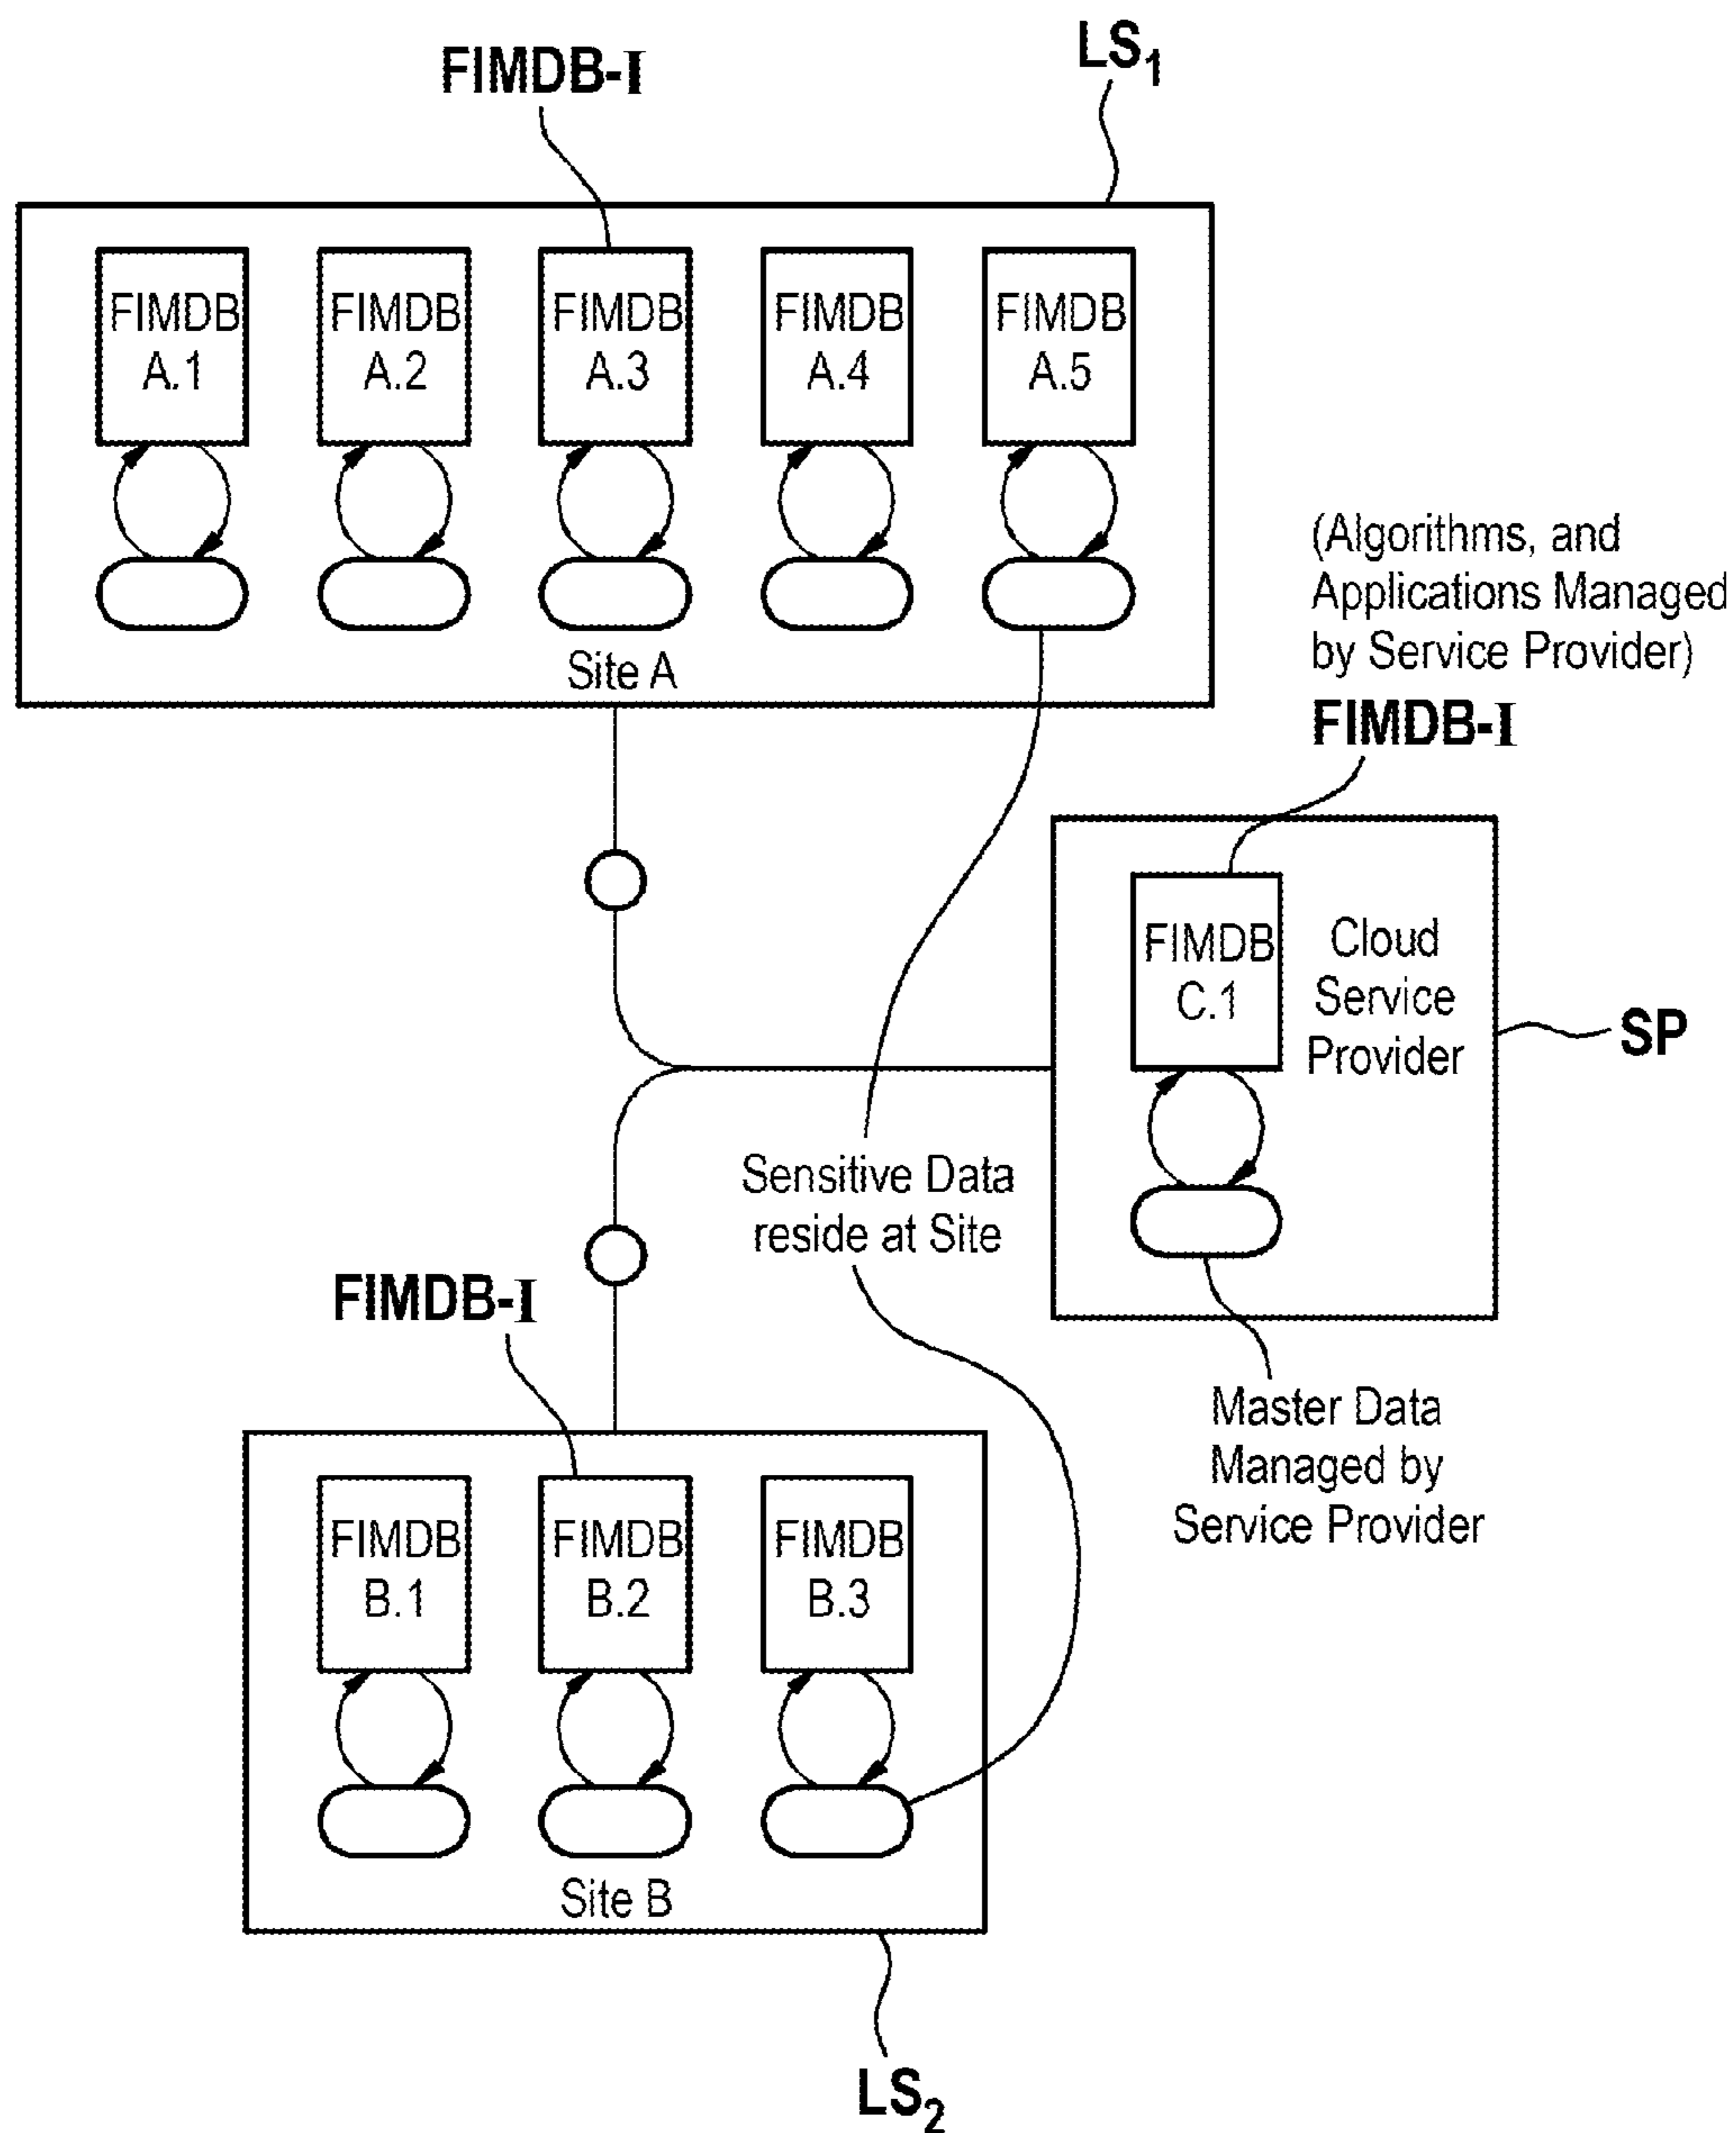 LS1
FIMDB-I
FIMDB
A.1
FIMDB
A.2
FIMDB
A.3
FIMDB
A.4
FIMDB
A.5
Site A
(Algorithms, and
Applications Managed
by Service Provider)
FIMDB-I
FIMDB
C.1
Cloud
Service
Provider
SP
Sensitive Data
reside at Site
Master Data
Managed by
Service Provider
FIMDB-I
FIMDB
B.1
FIMDB
B.2
FIMDB
B.3
Site B
LS2